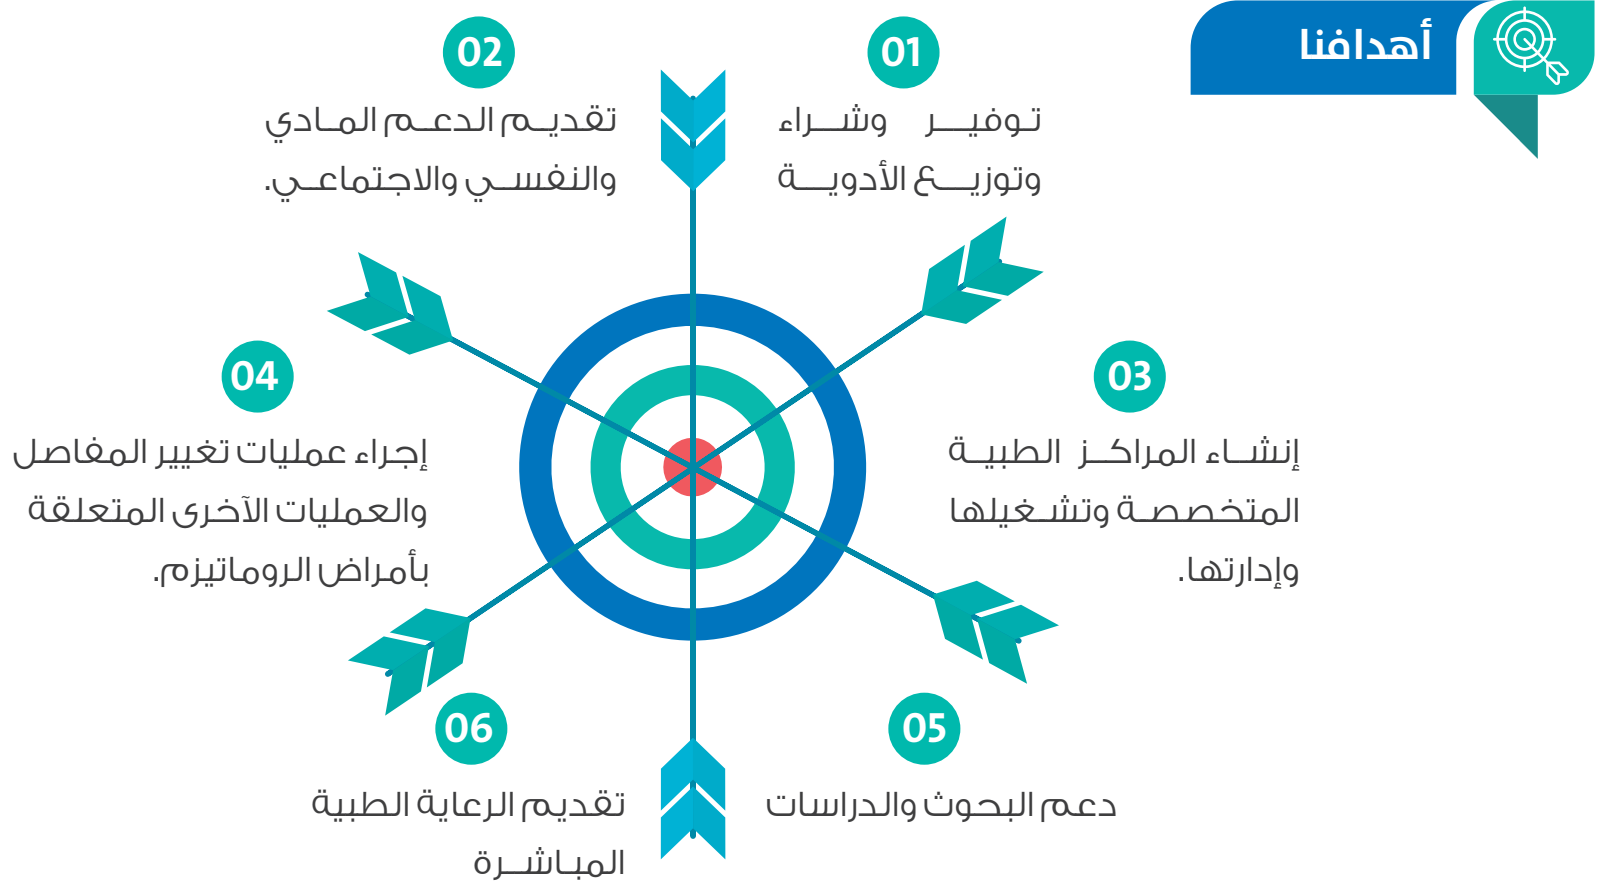 أهدافنا
01
توفير وشراء
وتوزيع الأدوية
02
تقديم الدعم المادي
والنفسي والاجتماعي.
03
إنشاء المراكز الطبية
المتخصصة وتشغيلها
وإدارتها.
04
إجراء عمليات تغيير المفاصل
والعمليات الآخرى المتعلقة
بأمراض الروماتيزم.
05
دعم البحوث والدراسات
06
تقديم الرعاية الطبية
المباشرة